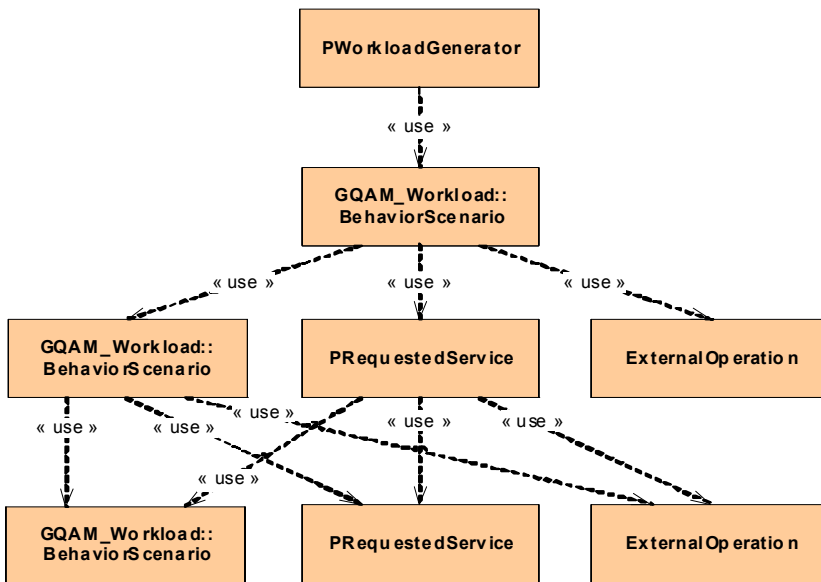 PWorkloadGenerator
« use »
GQAM_Workload::
BehaviorScenario
« use »
« use »
« use »
GQAM_Workload::
BehaviorScenario
PRequestedService
ExternalOperation
« use »
« use »
« use »
« use »
« use »
« use »
GQAM_Workload::
BehaviorScenario
PRequestedService
ExternalOperation